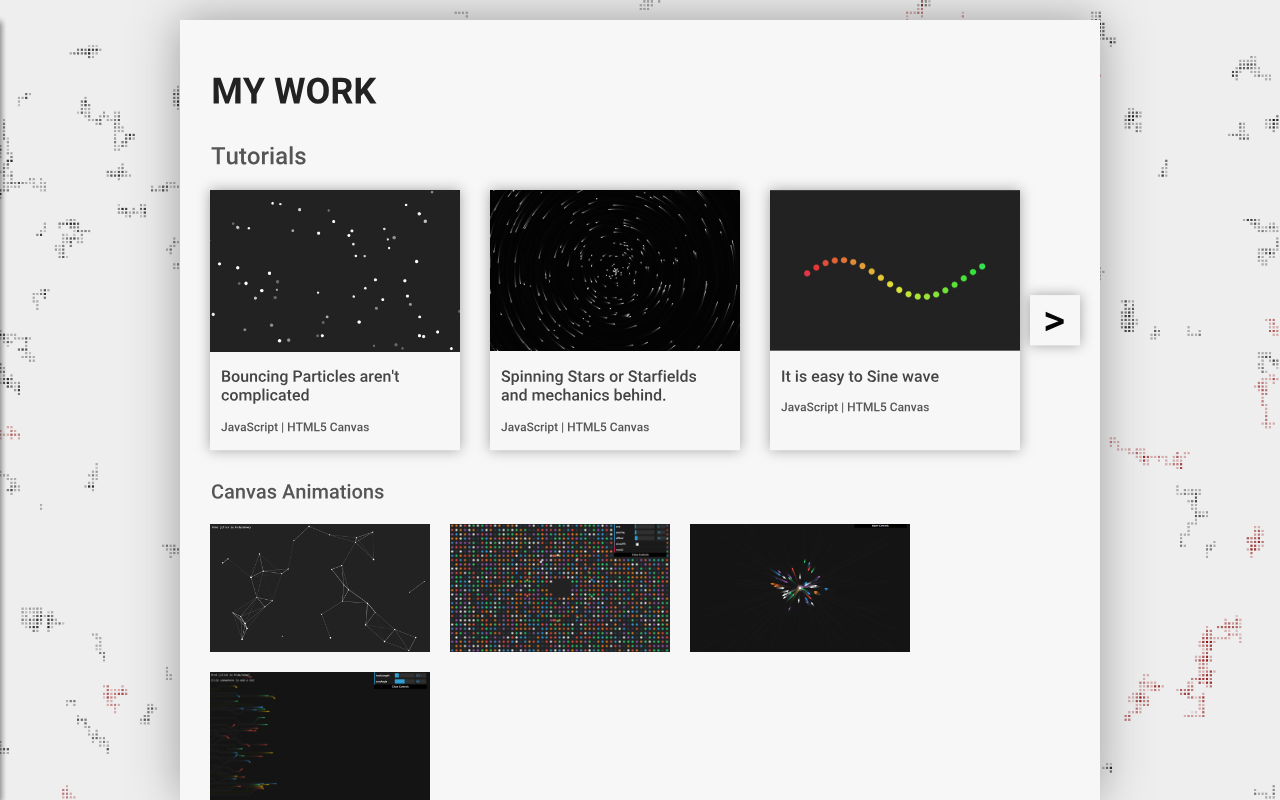 MY WORK
Tutorials
>
Bouncing Particles aren't
complicated
JavaScript | HTML5 Canvas
Spinning Stars or Starfields
and mechanics behind.
JavaScript | HTML5 Canvas
It is easy to Sine wave
JavaScript | HTML5 Canvas
Canvas Animations